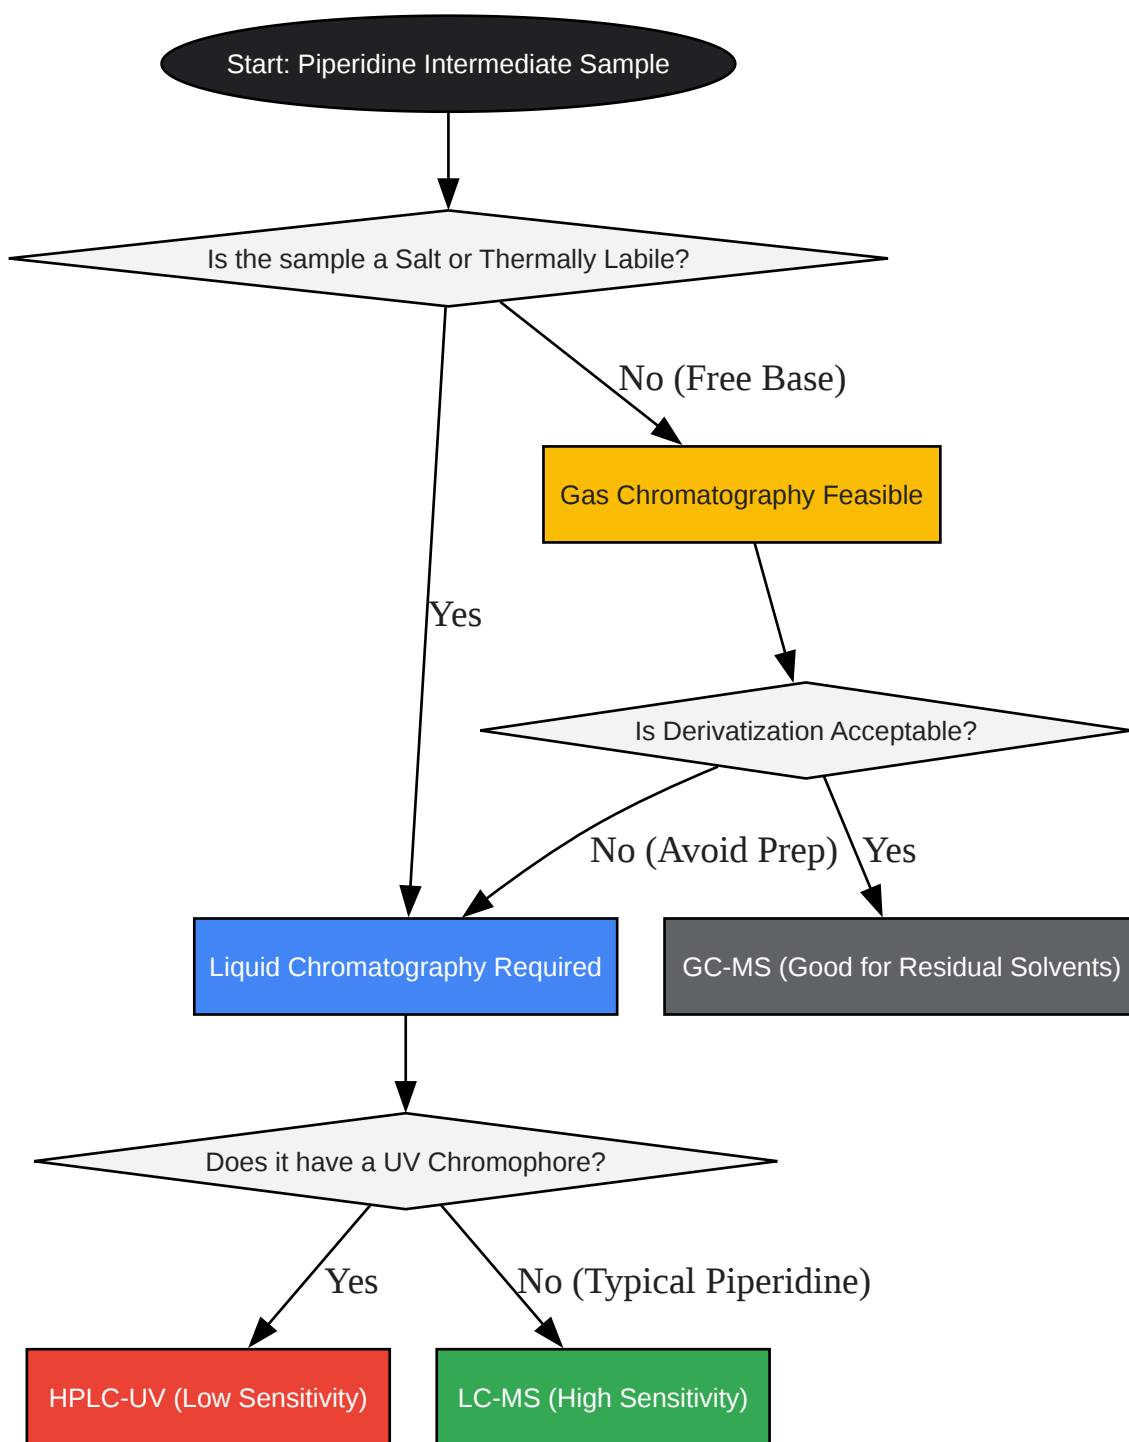 Start: Piperidine Intermediate Sample
Is the sample a Salt or Thermally Labile?
No (Free Base)
Gas Chromatography Feasible
Yes
Is Derivatization Acceptable?
No (Avoid Prep)
Yes
Liquid Chromatography Required
GC-MS (Good for Residual Solvents)
Does it have a UV Chromophore?
Yes
No (Typical Piperidine)
HPLC-UV (Low Sensitivity)
LC-MS (High Sensitivity)